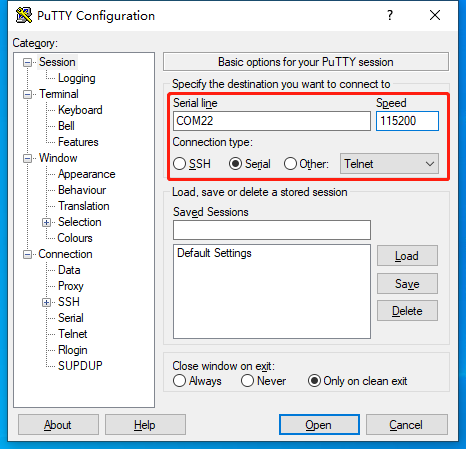 PuTTY Configuration
?
Category:
Session
Logging
Terminal
Keyboard
Bell
Features
Window
Appearance
Behaviour
Translation
Selection
Colours
Connection
Data
Proxy
SSH
Serial
Telnet
Rlogin
SUPDUP
Basic options for your PuTTY session
Specify the destination you want to connect to
Serial line Speed
COM22 115200
Connection type:
SSH Serial Other: Telnet
Load, save or delete a stored session
Saved Sessions
Default Settings
Load
Save
Delete
Close window on exit:
Always Never Only on clean exit
About Help Open Cancel